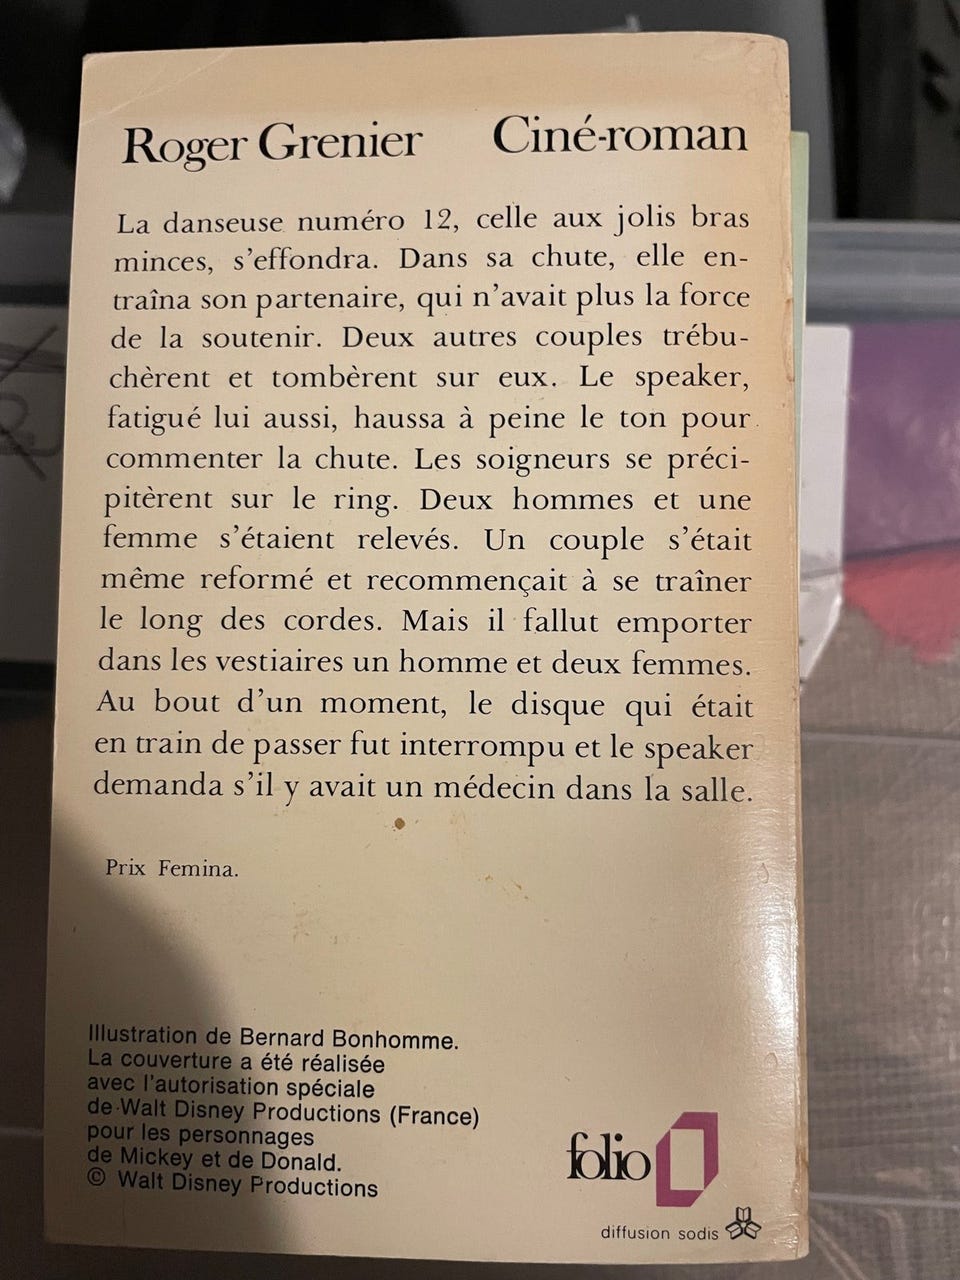 Roger Grenier Ciné-roman
La danseuse numéro 12, celle aux jolis bras
minces, s'effondra. Dans sa chute, elle en-
traîna son partenaire, qui n'avait plus la force
de la soutenir. Deux autres couples trébu-
chèrent et tombèrent sur eux. Le speaker,
fatigué lui aussi, haussa à peine le ton pour
commenter la chute. Les soigneurs se préci-
pitèrent sur le ring. Deux hommes et une
femme s'étaient relevés. Un couple s'était
même reformé et recommençait à se traîner
le long des cordes. Mais il fallut emporter
dans les vestiaires un homme et deux femmes.
Au bout d'un moment, le disque qui était
en train de passer fut interrompu et le speaker
demanda s'il y avait un médecin dans la salle.
Prix Femina.
Illustration de Bernard Bonhomme.
La couverture a été réalisée
avec l'autorisation spéciale
de Walt Disney Productions (France)
pour les personnages
de Mickey et de Donald.
© Walt Disney Productions
folio
diffusion sodis